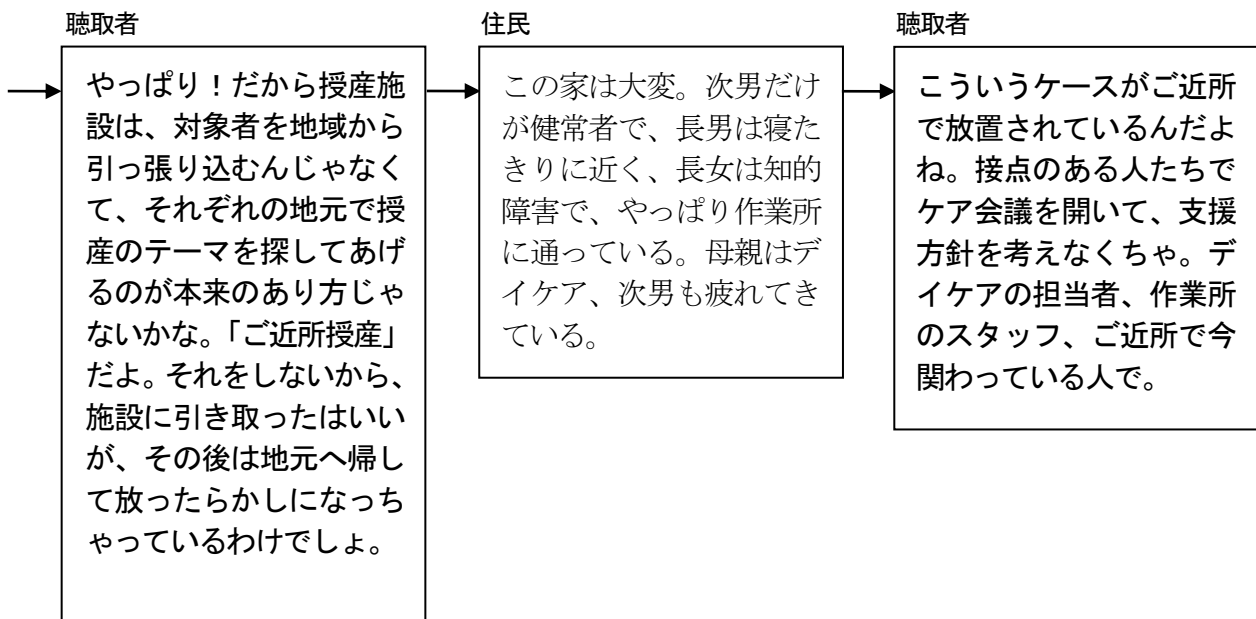 聴取者
やっぱり！だから授産施
設は、対象者を地域から
引っ張り込むんじゃなく
て、それぞれの地元で授
産のテーマを探してあげ
るのが本来のあり方じゃ
ないかな。「ご近所授産」
だよ。それをしないから、
施設に引き取ったはいい
が、その後は地元へ帰し
て放ったらかしになっち
ゃっているわけでしょ。
住民
この家は大変。次男だけ
が健常者で、長男は寝た
きりに近く、長女は知的
障害で、やっぱり作業所
に通っている。母親はデ
イケア、次男も疲れてき
ている。
聴取者
こういうケースがご近所
で放置されているんだよ
ね。接点のある人たちで
ケア会議を開いて、支援
方針を考えなくちゃ。デ
イケアの担当者、作業所
のスタッフ、ご近所で今
関わっている人で。